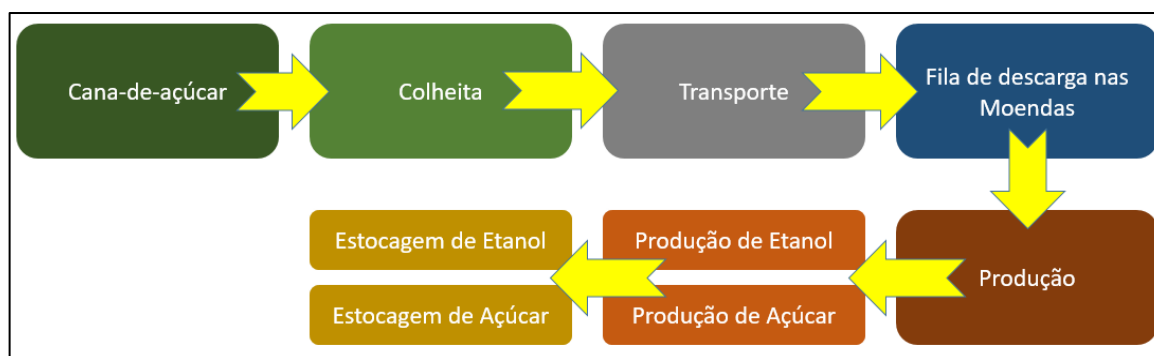 Cana-de-açúcar
Colheita
Transporte
Fila de descarga nas
Moendas
Estocagem de Etanol
Produção de Etanol
Produção
Estocagem de Açúcar
Produção de Açúcar